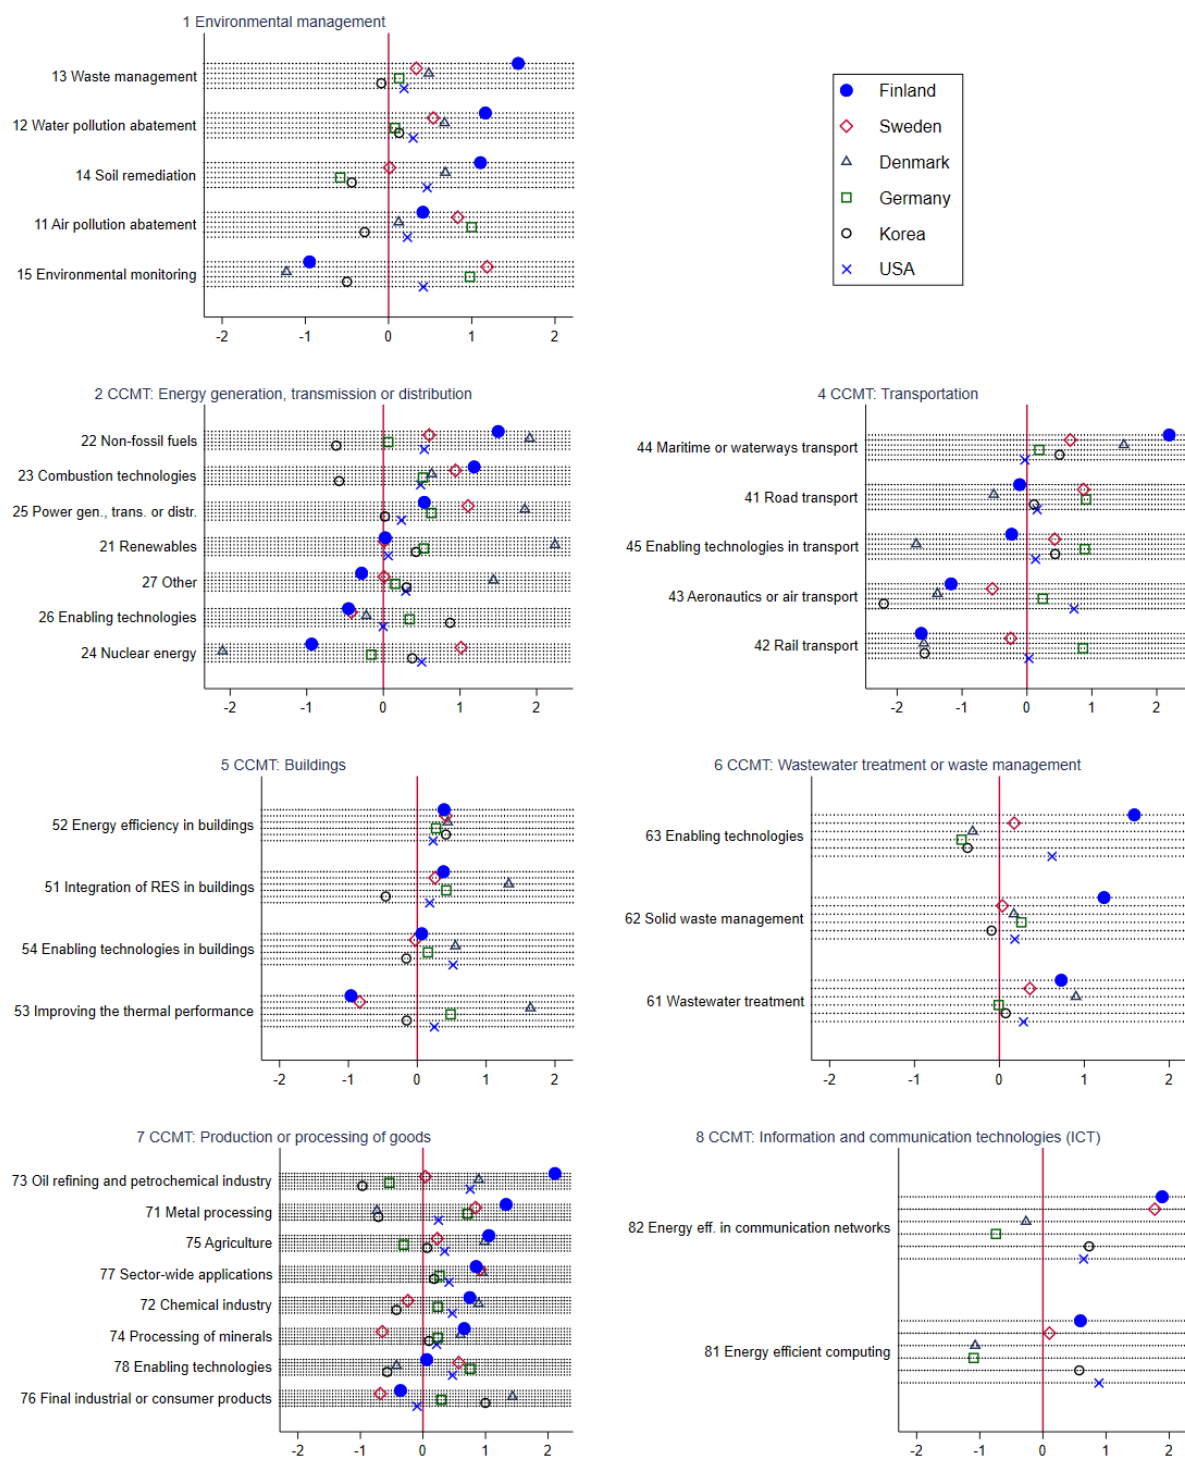 1 Environmental management
13 Waste management
12 Water pollution abatement
14 Soil remediation
11 Air pollution abatement
15 Environmental monitoring
-2 -1 0 1 2
Finland
Sweden
Denmark
Germany
Korea
USA
2 CCMT: Energy generation, transmission or distribution
22 Non-fossil fuels
23 Combustion technologies
25 Power gen., trans. or distr.
21 Renewables
27 Other
26 Enabling technologies
24 Nuclear energy
-2 -1 0 1 2
4 CCMT: Transportation
44 Maritime or waterways transport
41 Road transport
45 Enabling technologies in transport
43 Aeronautics or air transport
42 Rail transport
-2 -1 0 1 2
5 CCMT: Buildings
52 Energy efficiency in buildings
51 Integration of RES in buildings
54 Enabling technologies in buildings
53 Improving the thermal performance
-2 -1 0 1 2
6 CCMT: Wastewater treatment or waste management
63 Enabling technologies
62 Solid waste management
61 Wastewater treatment
-2 -1 0 1 2
7 CCMT: Production or processing of goods
73 Oil refining and petrochemical industry
71 Metal processing
75 Agriculture
77 Sector-wide applications
72 Chemical industry
74 Processing of minerals
78 Enabling technologies
76 Final industrial or consumer products
-2 -1 0 1 2
8 CCMT: Information and communication technologies (ICT)
82 Energy eff. in communication networks
81 Energy efficient computing
-2 -1 0 1 2